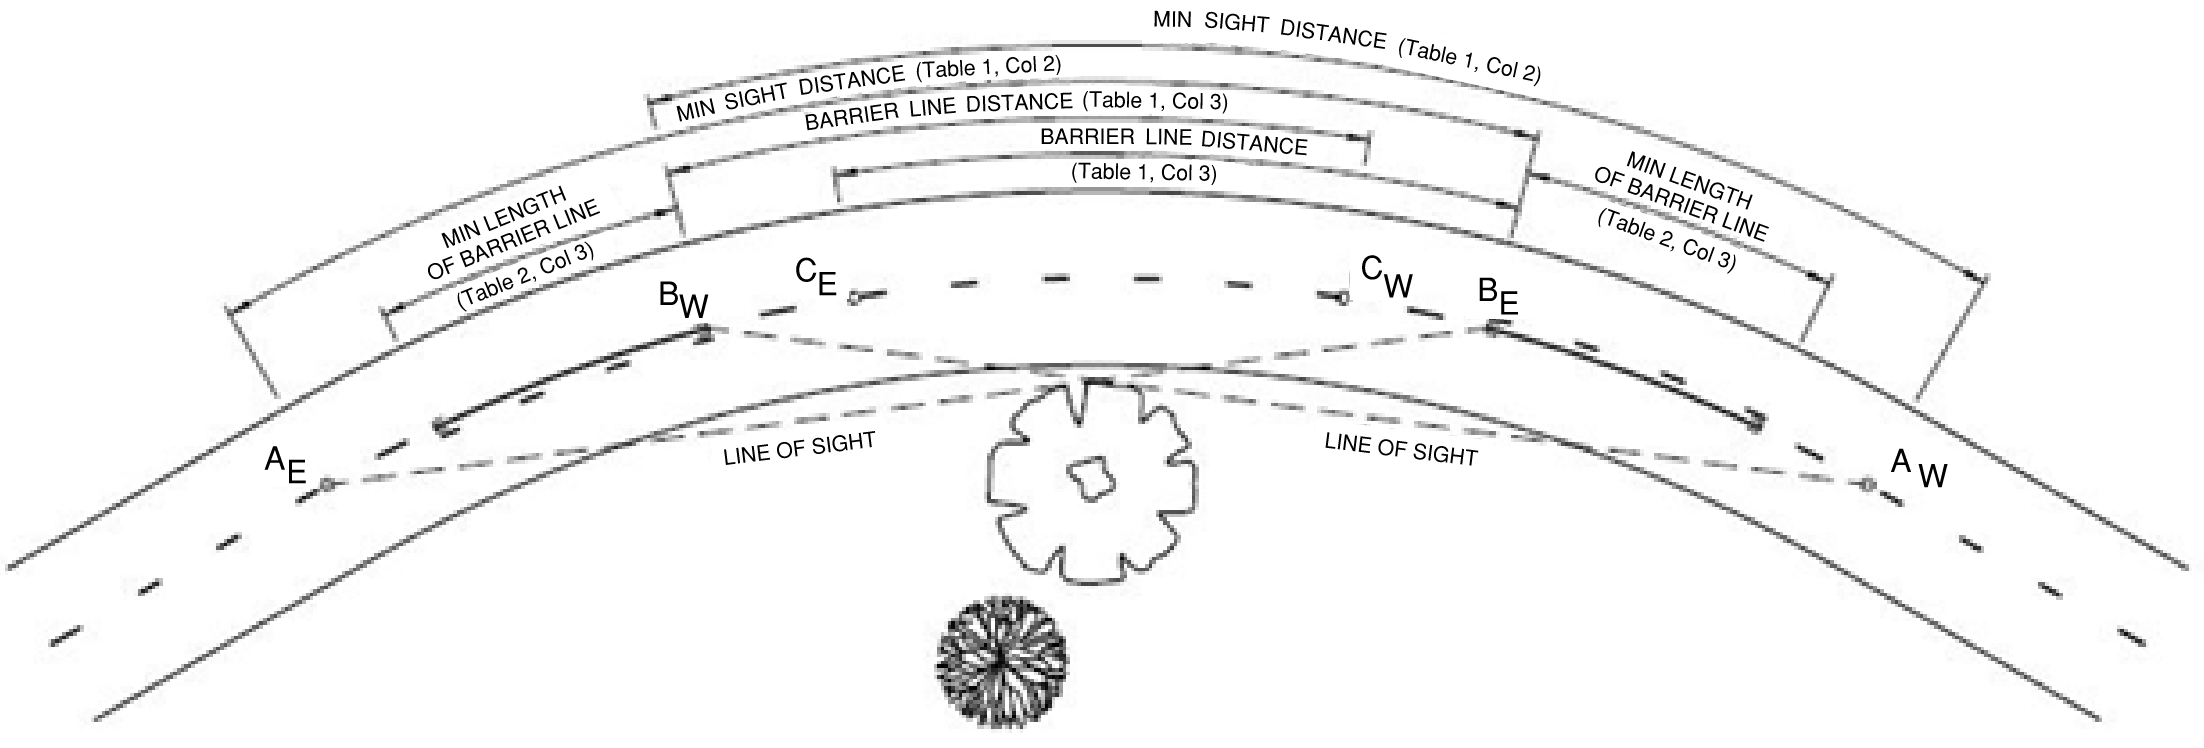 MIN SIGHT DISTANCE (Table 1, Col 2)
MIN SIGHT DISTANCE (Table 1, Col 2)
BARRIER LINE DISTANCE (Table 1, Col 3)
BARRIER LINE DISTANCE
(Table 1, Col 3)
MIN LENGTH
OF BARRIER LINE
(Table 2, Col 3)
MIN LENGTH
OF BARRIER LINE
(Table 2, Col 3)
BW
CE
CW
BE
AE
LINE OF SIGHT
LINE OF SIGHT
AW